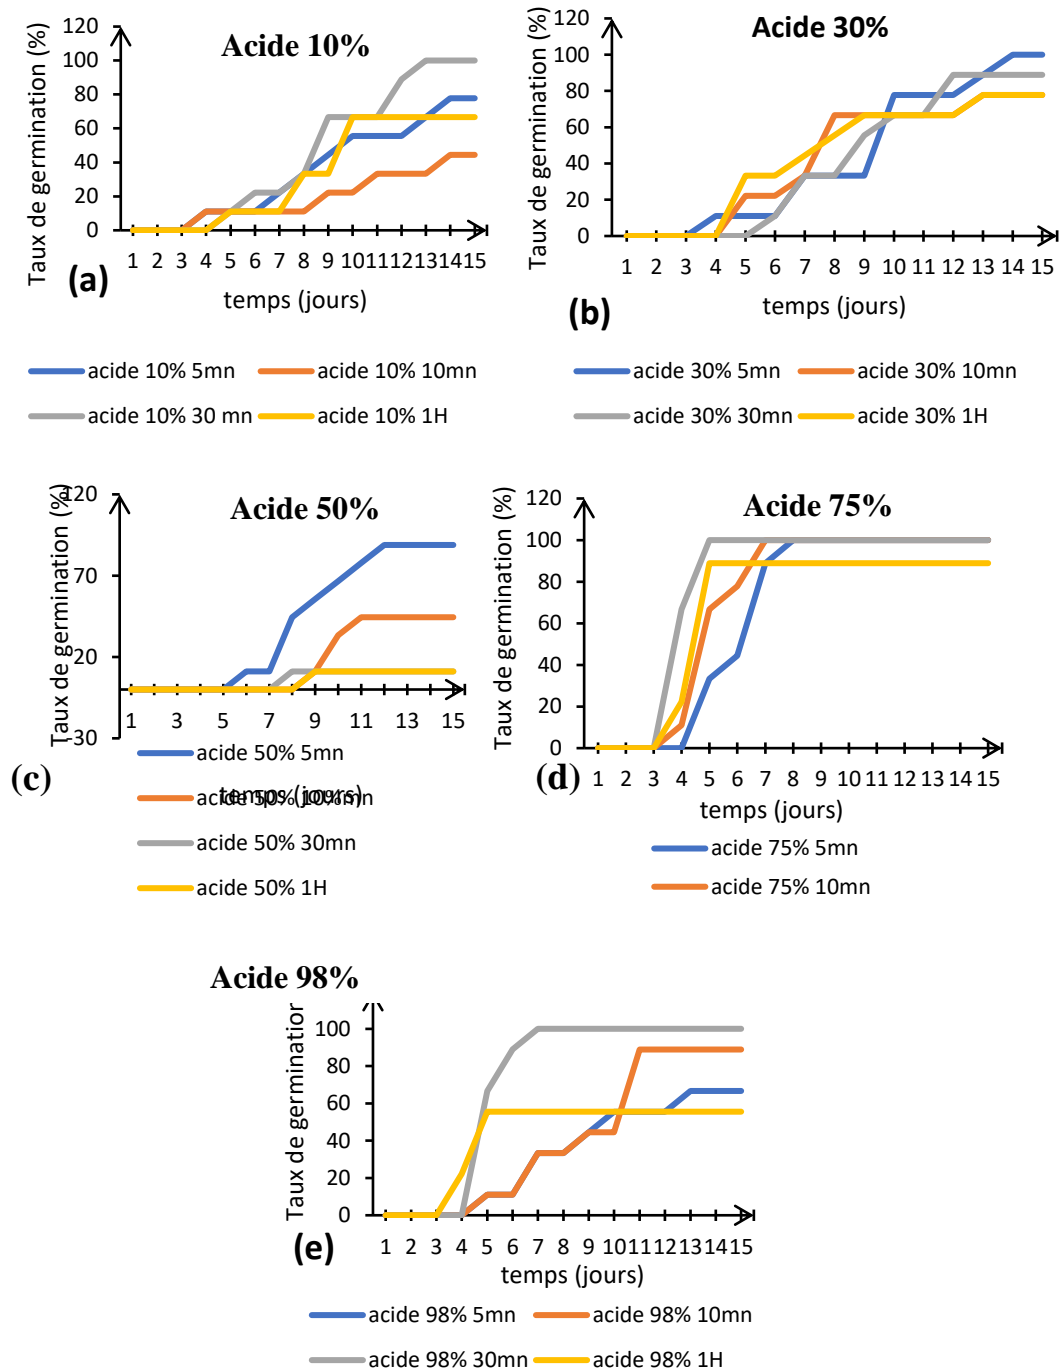 Acide 10%
Taux de germination (%)
120
100
80
60
40
20
0
1 2 3 4 5 6 7 8 9 10 11 12 13 14 15
(a)
temps (jours)
acide 10% 5mn
acide 10% 10mn
acide 10% 30 mn
acide 10% 1H
Acide 30%
Taux de germination (%)
120
100
80
60
40
20
0
1 2 3 4 5 6 7 8 9 10 11 12 13 14 15
temps (jours)
(b)
acide 30% 5mn
acide 30% 10mn
acide 30% 30mn
acide 30% 1H
Acide 50%
Taux de germination (%)
120
70
20
-30
1 3 5 7 9 11 13 15
(c)
temps (jours)
acide 50% 5mn
acide 50% 10%mn
acide 50% 30mn
acide 50% 1H
Acide 75%
Taux de germination (%)
120
100
80
60
40
20
0
1 2 3 4 5 6 7 8 9 10 11 12 13 14 15
(d)
temps (jours)
acide 75% 5mn
acide 75% 10mn
Acide 98%
Taux de germination
100
80
60
40
20
0
1 2 3 4 5 6 7 8 9 10 11 12 13 14 15
(e)
temps (jours)
acide 98% 5mn
acide 98% 10mn
acide 98% 30mn
acide 98% 1H